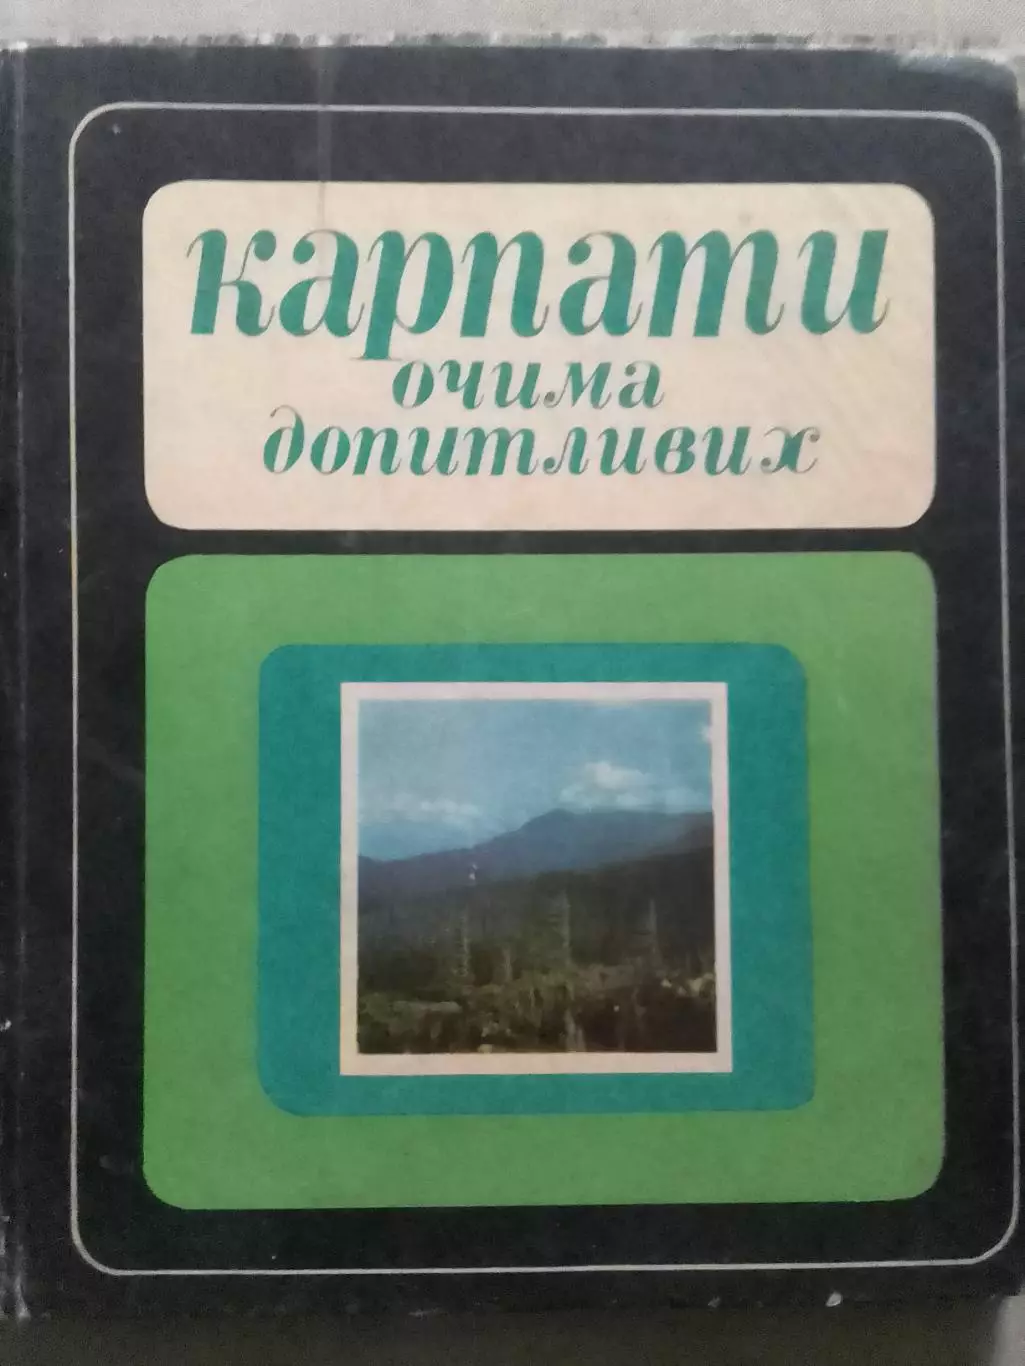 карпати
очима
допитливих